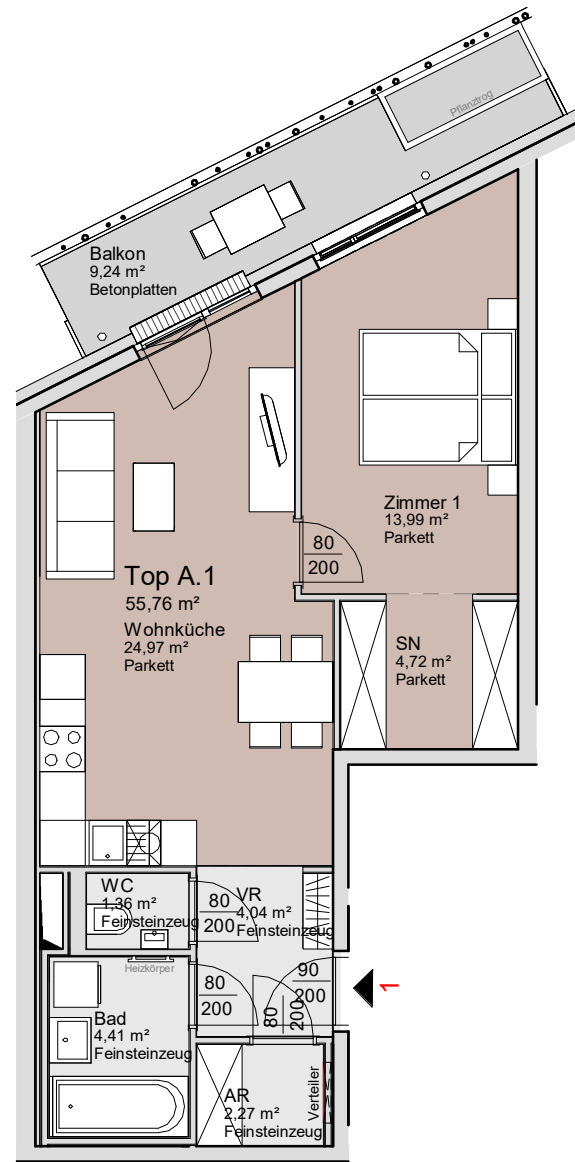 Pflanztrog
Balkon
9,24 m²
Betonplatten
Zimmer 1
13,99 m²
Parkett
80
200
Top A.1
55,76 m²
Wohnküche
24,97 m²
Parkett
SN
4,72 m²
Parkett
WC
1,36 m²
Feinsteinzeug
80
200
VR
4,04 m²
Feinsteinzeug
Heizkörper
80
200
90
200
80
200
1
Bad
4,41 m²
Feinsteinzeug
AR
2,27 m²
Feinsteinzeug
Verteiler